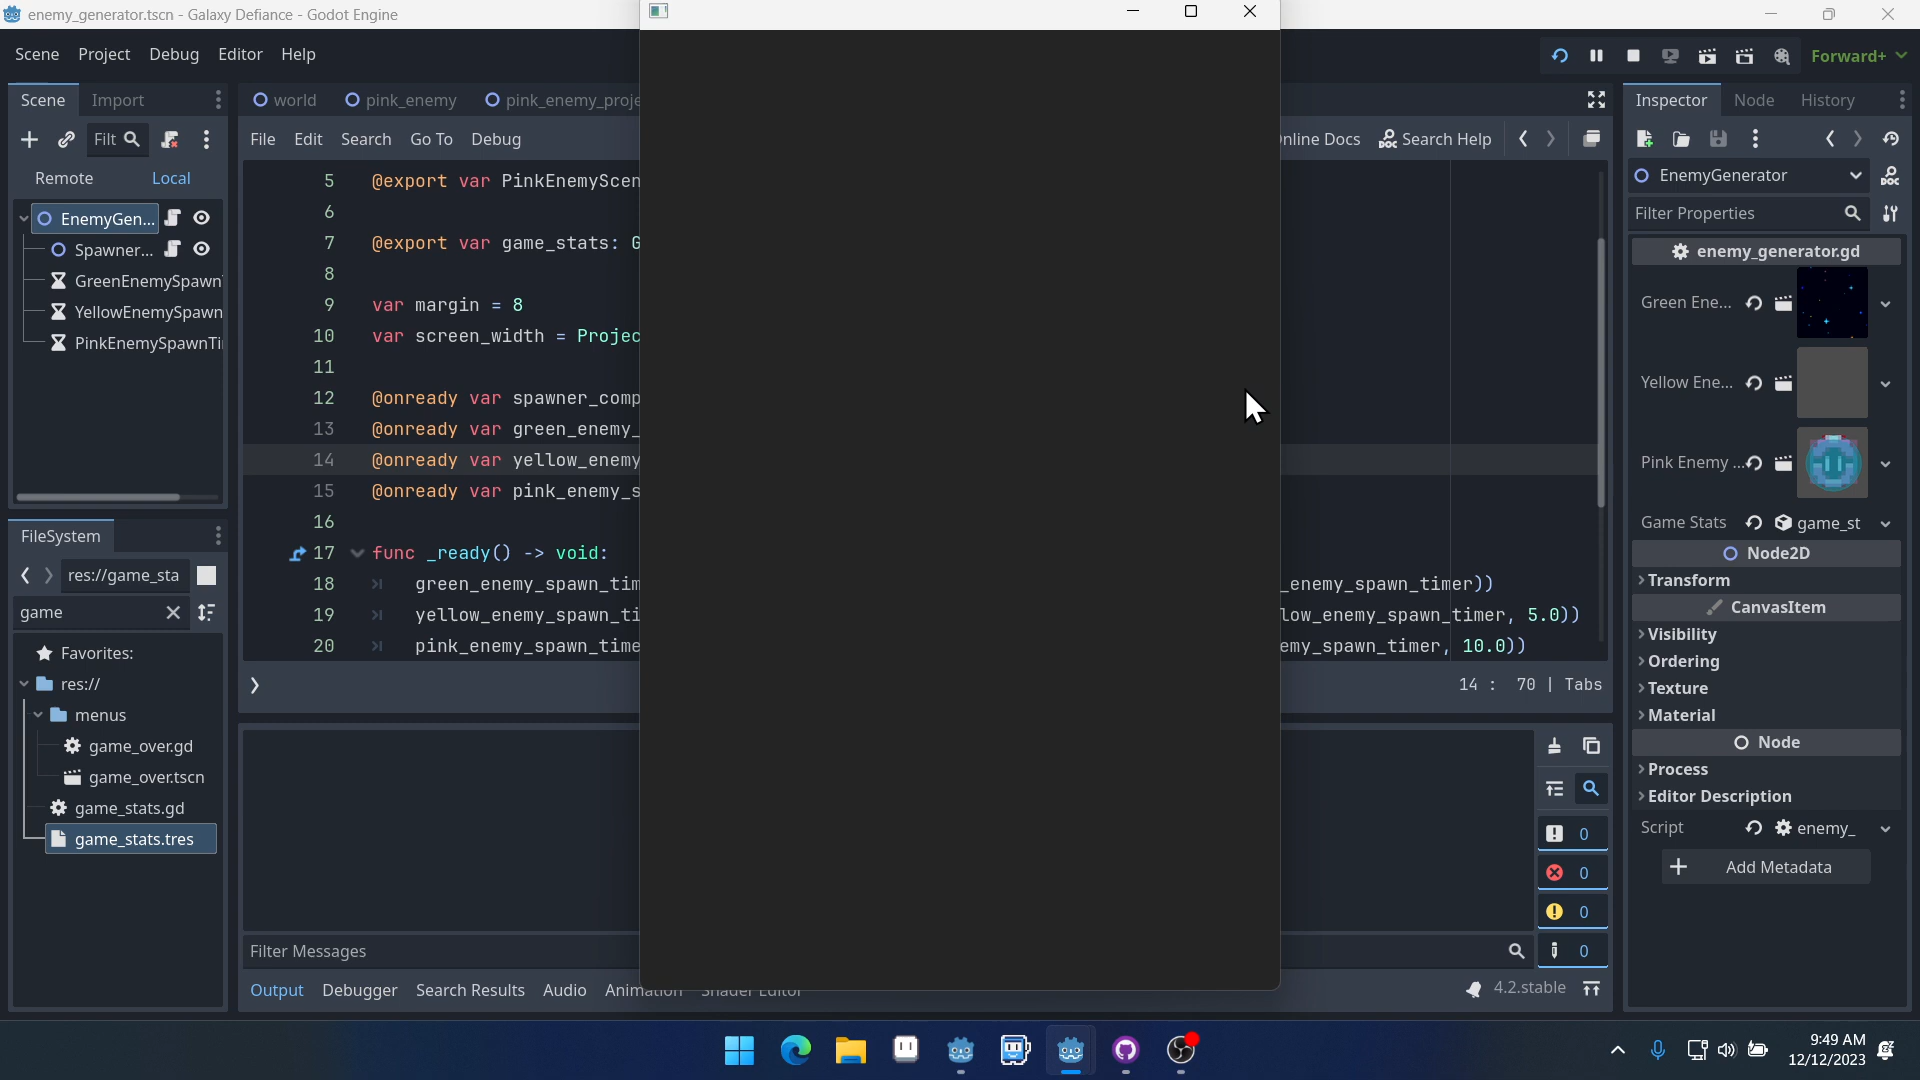 enemy_generator.tscn - Galaxy Defiance - Godot Engine
Scene Project Debug Editor Help
Forward+
Scene Import
world pink_enemy pink_enemy_proje
Inspector Node History
Filt
File Edit Search Go To Debug
nline Docs Search Help
Remote Local
EnemyGenerator
Filter Properties
EnemyGen...
Spawner...
GreenEnemySpawn
YellowEnemySpawn
PinkEnemySpawnTi
5 @export var PinkEnemyScen
6
7 @export var game_stats: G
8
9 var margin = 8
10 var screen_width = Projec
11
12 @onready var spawner_comp
13 @onready var green_enemy_
14 @onready var yellow_enemy
15 @onready var pink_enemy_s
16
17 func _ready() -> void:
18 green_enemy_spawn_tim _enemy_spawn_timer))
19 yellow_enemy_spawn_ti low_enemy_spawn_timer, 5.0))
20 pink_enemy_spawn_time emy_spawn_timer, 10.0))
14 : 70 | Tabs
enemy_generator.gd
Green Ene...
Yellow Ene...
Pink Enemy ...
Game Stats game_st
Node2D
Transform
CanvasItem
Visibility
Ordering
Texture
Material
Node
Process
Editor Description
Script enemy_
Add Metadata
FileSystem
res://game_sta
game
Favorites:
res://
menus
game_over.gd
game_over.tscn
game_stats.gd
game_stats.tres
0
0
0
0
Filter Messages
Output Debugger Search Results Audio Animation Shader Editor
4.2.stable
9:49 AM
12/12/2023